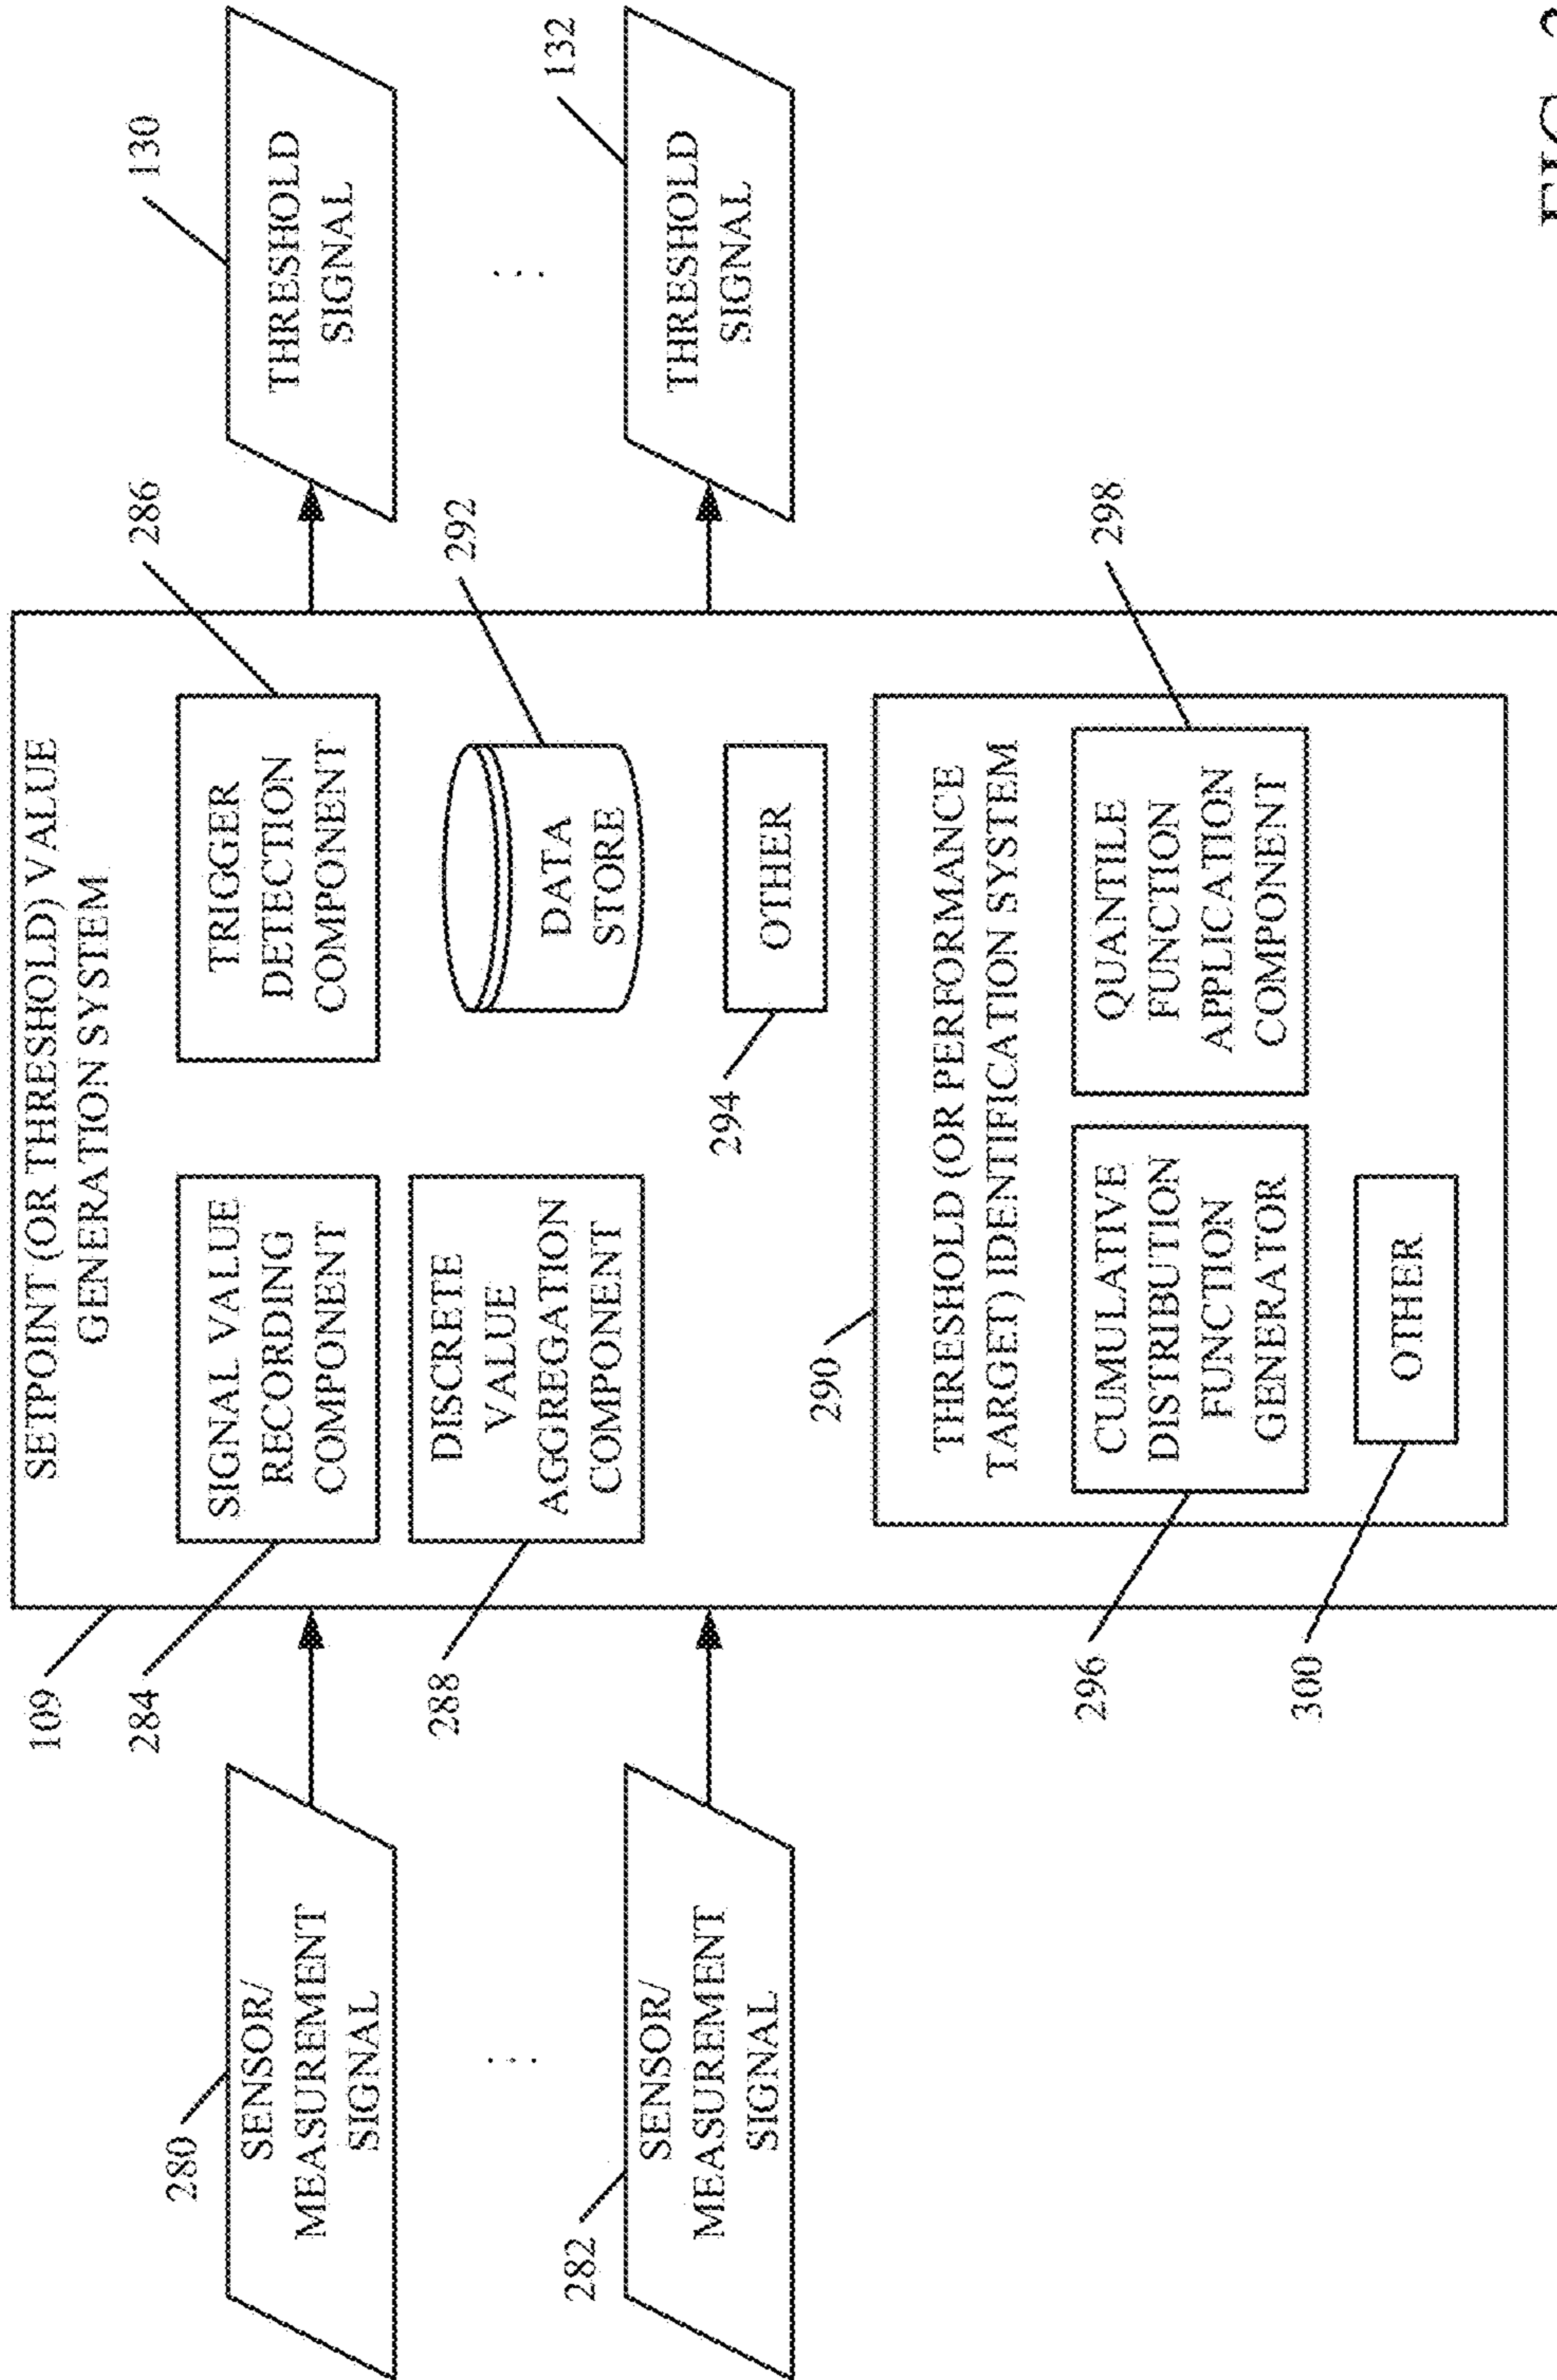 109
SETPOINT (OR THRESHOLD) VALUE
GENERATION SYSTEM
280
SENSOR/
MEASUREMENT
SIGNAL
284
SIGNAL VALUE
RECORDING
COMPONENT
TRIGGER
DETECTION
COMPONENT
286
THRESHOLD
SIGNAL
130
288
DISCRETE
VALUE
AGGREGATION
COMPONENT
DATA
STORE
292
282
SENSOR/
MEASUREMENT
SIGNAL
294
OTHER
THRESHOLD
SIGNAL
132
290
THRESHOLD (OR PERFORMANCE
TARGET) IDENTIFICATION SYSTEM
296
CUMULATIVE
DISTRIBUTION
FUNCTION
GENERATOR
QUANTILE
FUNCTION
APPLICATION
COMPONENT
298
300
OTHER